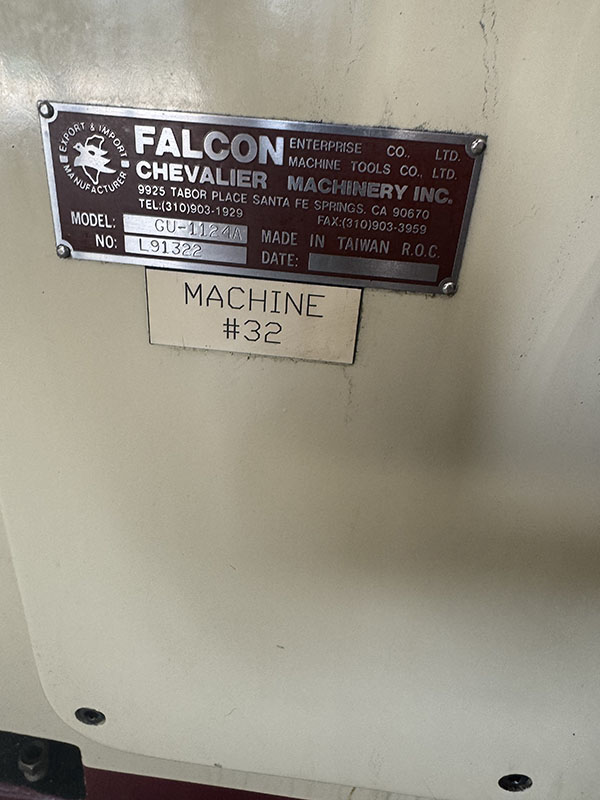 EXPORT & IMPORT
MANUFACTURER
FALCON ENTERPRISE CO., LTD.
MACHINE TOOLS CO., LTD.
CHEVALIER MACHINERY INC.
9925 TABOR PLACE SANTA FE SPRINGS. CA 90670
TEL:(310)903-1929 FAX:(310)903-3959
MODEL: GU-1124A
NO: L91322 MADE IN TAIWAN R.O.C.
DATE:
MACHINE
#32